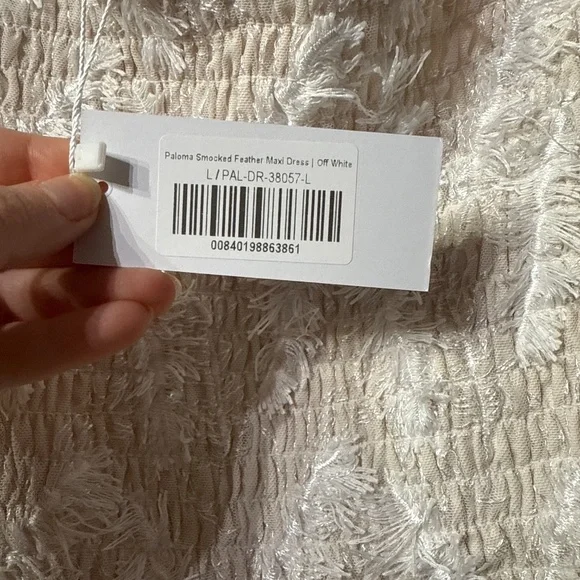 Paloma Smocked Feather Maxi Dress | Off White
L / PAL-DR-38057-L
00840198863861